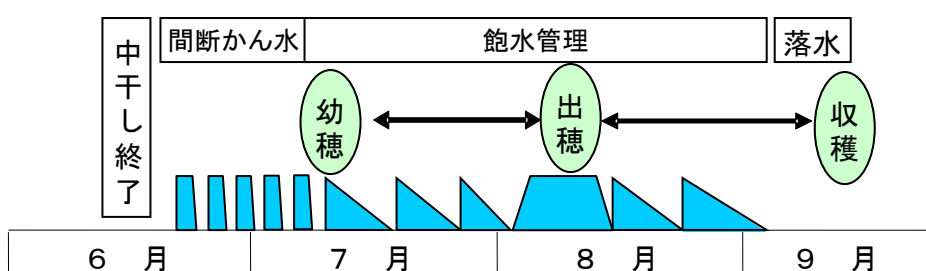 中干し終了
間断かん水
飽水管理
落水
幼穂
出穂
収穫
6 月
7 月
8 月
9 月